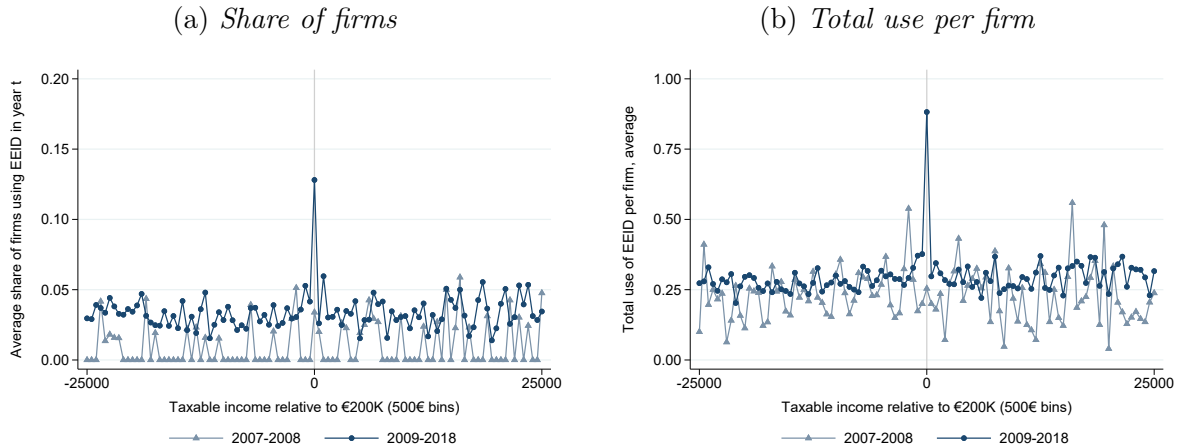 (a) Share of firms
Average share of firms using EEID in year t
0.20
0.15
0.10
0.05
0.00
-25000 0 25000
Taxable income relative to €200K (500€ bins)
2007-2008 2009-2018
(b) Total use per firm
Total use of EEID per firm, average
1.00
0.75
0.50
0.25
0.00
-25000 0 25000
Taxable income relative to €200K (500€ bins)
2007-2008 2009-2018